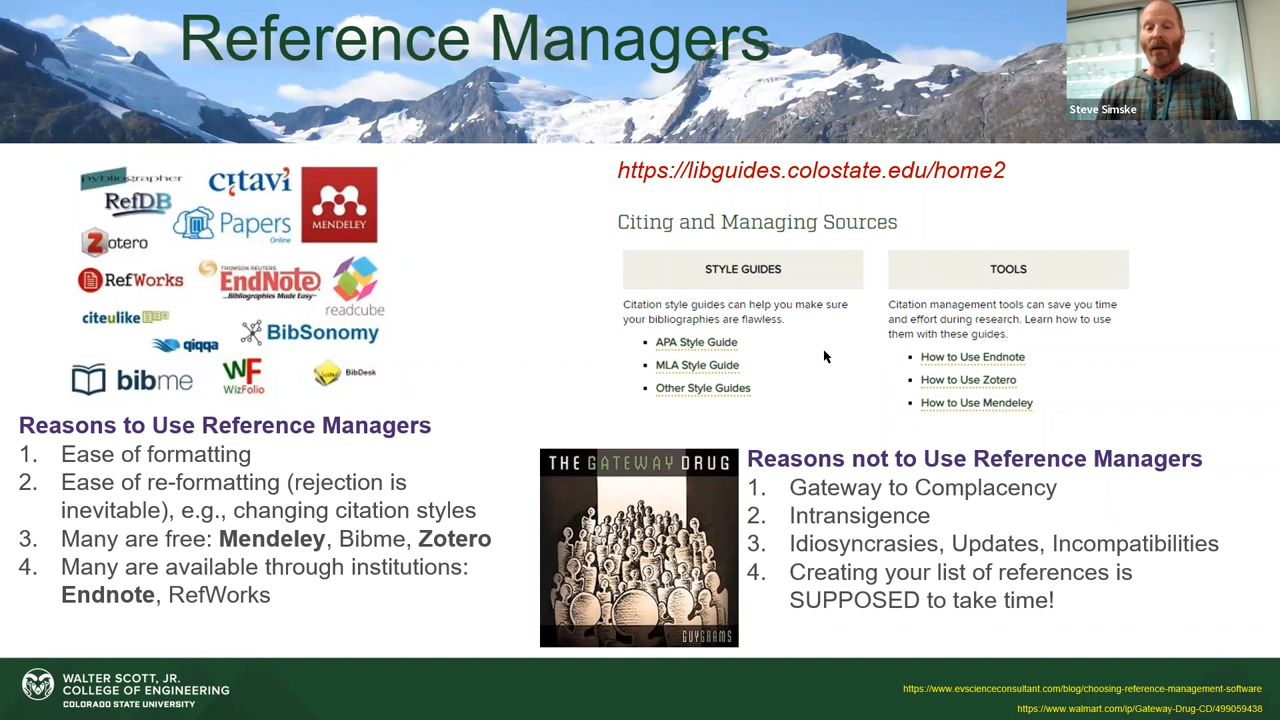 Reference Managers
Steve Simske
pybliographer
RefDB
citavi
Papers
Online
MENDELEY
zotero
RefWorks
THOMSON REUTERS
EndNote
...Bibliographies Made Easy
readcube
citeulike
BibSonomy
qiqqa
bibme
WF
WizFolio
BibDesk
https://libguides.colostate.edu/home2
Citing and Managing Sources
STYLE GUIDES
Citation style guides can help you make sure
your bibliographies are flawless.
▪ APA Style Guide
▪ MLA Style Guide
▪ Other Style Guides
TOOLS
Citation management tools can save you time
and effort during research. Learn how to use
them with these guides.
▪ How to Use Endnote
▪ How to Use Zotero
▪ How to Use Mendeley
Reasons to Use Reference Managers
1. Ease of formatting
2. Ease of re-formatting (rejection is
inevitable), e.g., changing citation styles
3. Many are free: Mendeley, Bibme, Zotero
4. Many are available through institutions:
Endnote, RefWorks
THE GATEWAY DRUG
GUYGRAMS
Reasons not to Use Reference Managers
1. Gateway to Complacency
2. Intransigence
3. Idiosyncrasies, Updates, Incompatibilities
4. Creating your list of references is
SUPPOSED to take time!
WALTER SCOTT, JR.
COLLEGE OF ENGINEERING
COLORADO STATE UNIVERSITY
https://www.evscienceconsultant.com/blog/choosing-reference-management-software
https://www.walmart.com/ip/Gateway-Drug-CD/499059438